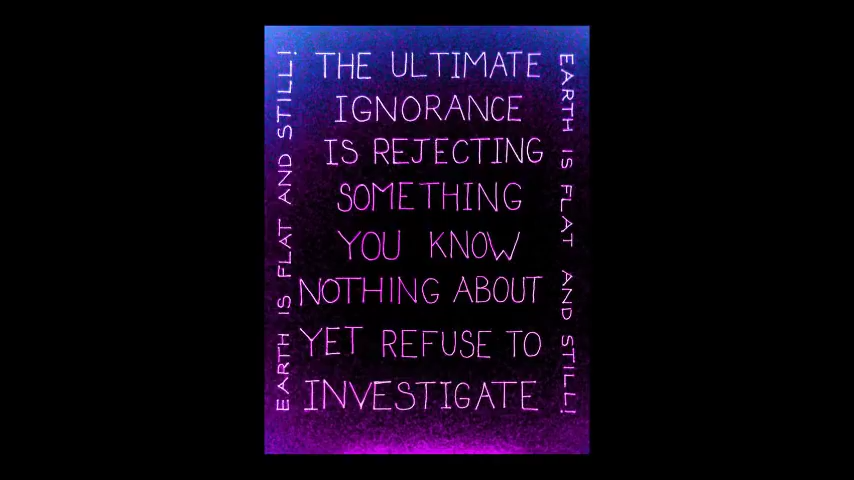 THE ULTIMATE
IGNORANCE
IS REJECTING
SOMETHING
YOU KNOW
NOTHING ABOUT
YET REFUSE TO
INVESTIGATE
EARTH IS FLAT AND STILL!
EARTH IS FLAT AND STILL!